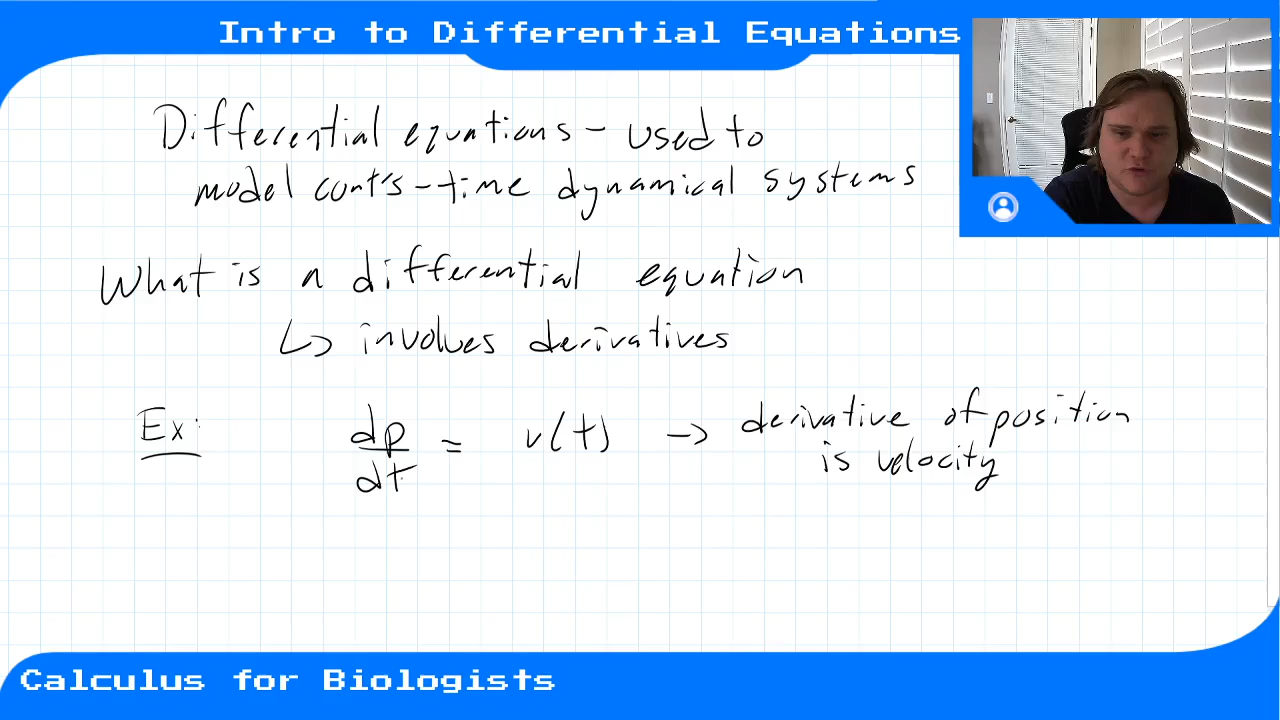 Intro to Differential Equations
Differential equations – used to
model cont's – time dynamical systems
What is a differential equation
↳ involves derivatives
Ex: dp/dt = v(t) → derivative of position
is velocity
Calculus for Biologists